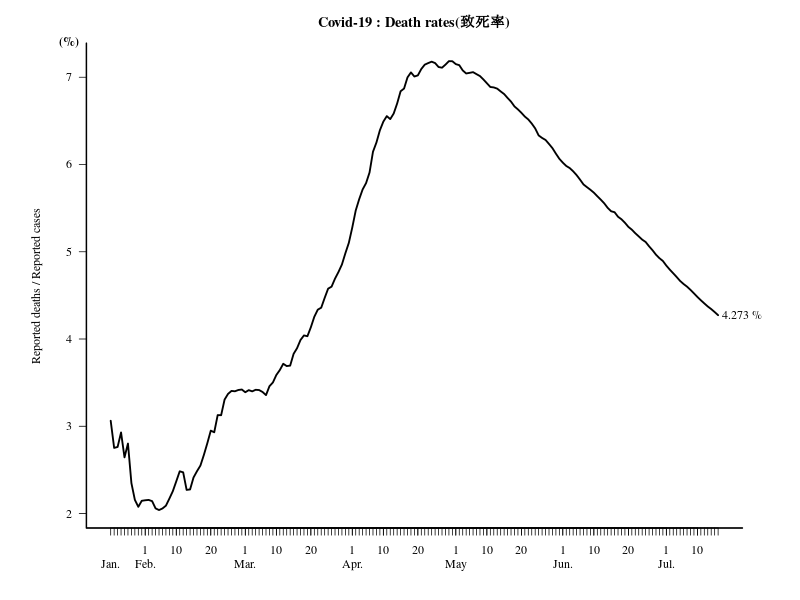 Covid-19 : Death rates(致死率)
(%)
7
6
5
4
3
2
Reported deaths / Reported cases
4.273 %
1 10 20 1 10 20 1 10 20 1 10 20 1 10 20 1 10
Jan. Feb. Mar. Apr. May Jun. Jul.